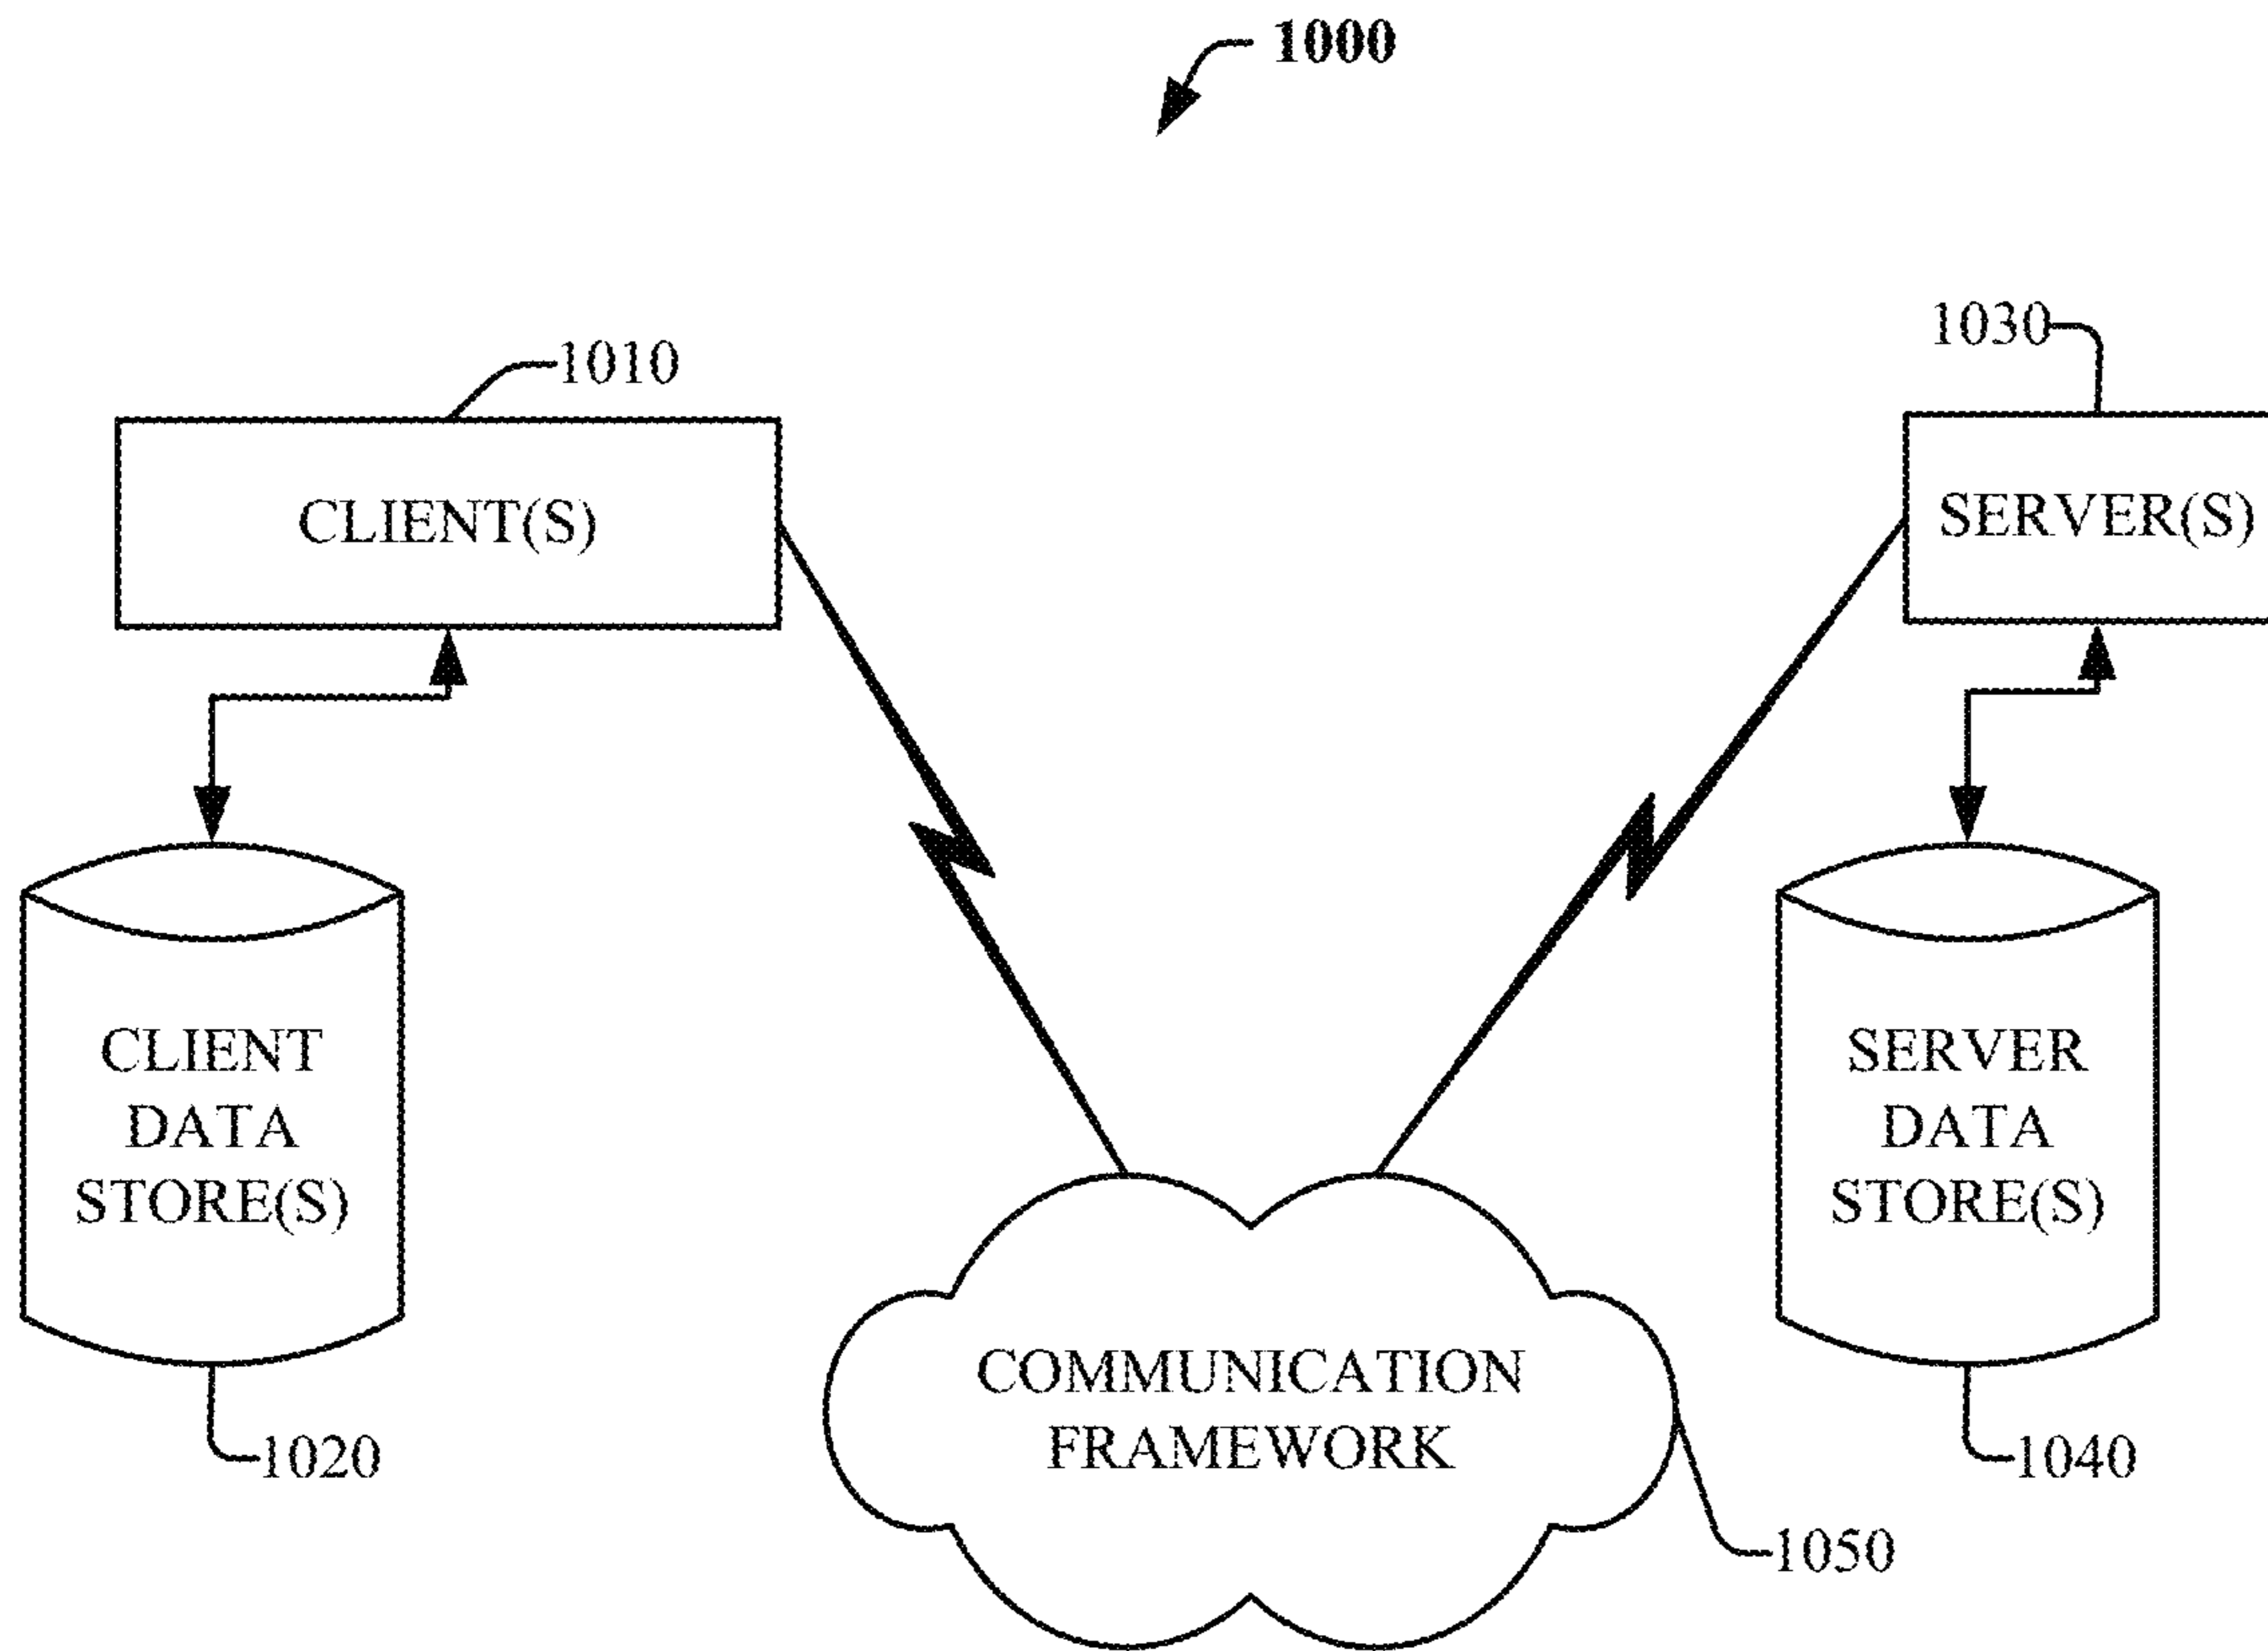 1000
1010
1030
CLIENT(S)
SERVER(S)
CLIENT
DATA
STORE(S)
SERVER
DATA
STORE(S)
COMMUNICATION
FRAMEWORK
1020
1040
1050